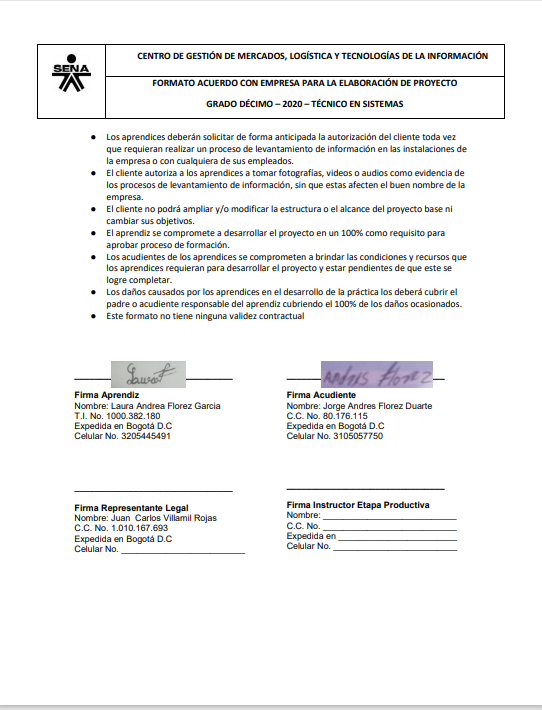 SENA
CENTRO DE GESTIÓN DE MERCADOS, LOGÍSTICA Y TECNOLOGÍAS DE LA INFORMACIÓN
FORMATO ACUERDO CON EMPRESA PARA LA ELABORACIÓN DE PROYECTO
GRADO DÉCIMO – 2020 – TÉCNICO EN SISTEMAS
● Los aprendices deberán solicitar de forma anticipada la autorización del cliente toda vez
que requieran realizar un proceso de levantamiento de información en las instalaciones de
la empresa o con cualquiera de sus empleados.
● El cliente autoriza a los aprendices a tomar fotografías, videos o audios como evidencia de
los procesos de levantamiento de información, sin que estas afecten el buen nombre de la
empresa.
● El cliente no podrá ampliar y/o modificar la estructura o el alcance del proyecto base ni
cambiar sus objetivos.
● El aprendiz se compromete a desarrollar el proyecto en un 100% como requisito para
aprobar proceso de formación.
● Los acudientes de los aprendices se comprometen a brindar las condiciones y recursos que
los aprendices requieran para desarrollar el proyecto y estar pendientes de que este se
logre completar.
● Los daños causados por los aprendices en el desarrollo de la práctica los deberá cubrir el
padre o acudiente responsable del aprendiz cubriendo el 100% de los daños ocasionados.
● Este formato no tiene ninguna validez contractual
Firma Aprendiz
Nombre: Laura Andrea Florez Garcia
T.I. No. 1000.382.180
Expedida en Bogotá D.C
Celular No. 3205445491
Andres Florez
Firma Acudiente
Nombre: Jorge Andres Florez Duarte
C.C. No. 80.176.115
Expedida en Bogotá D.C
Celular No. 3105057750
Firma Representante Legal
Nombre: Juan Carlos Villamil Rojas
C.C. No. 1.010.167.693
Expedida en Bogotá D.C
Celular No.
Firma Instructor Etapa Productiva
Nombre:
C.C. No.
Expedida en
Celular No.